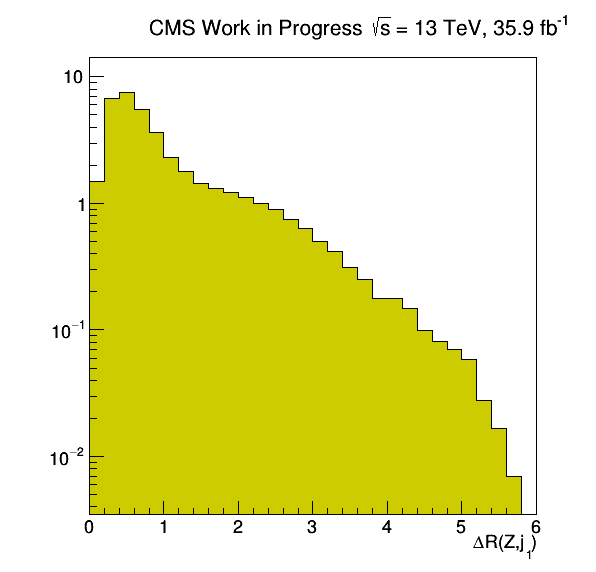 CMS Work in Progress √s = 13 TeV, 35.9 fb⁻¹
10
1
10⁻¹
10⁻²
0 1 2 3 4 5 6
ΔR(Z,j₁)